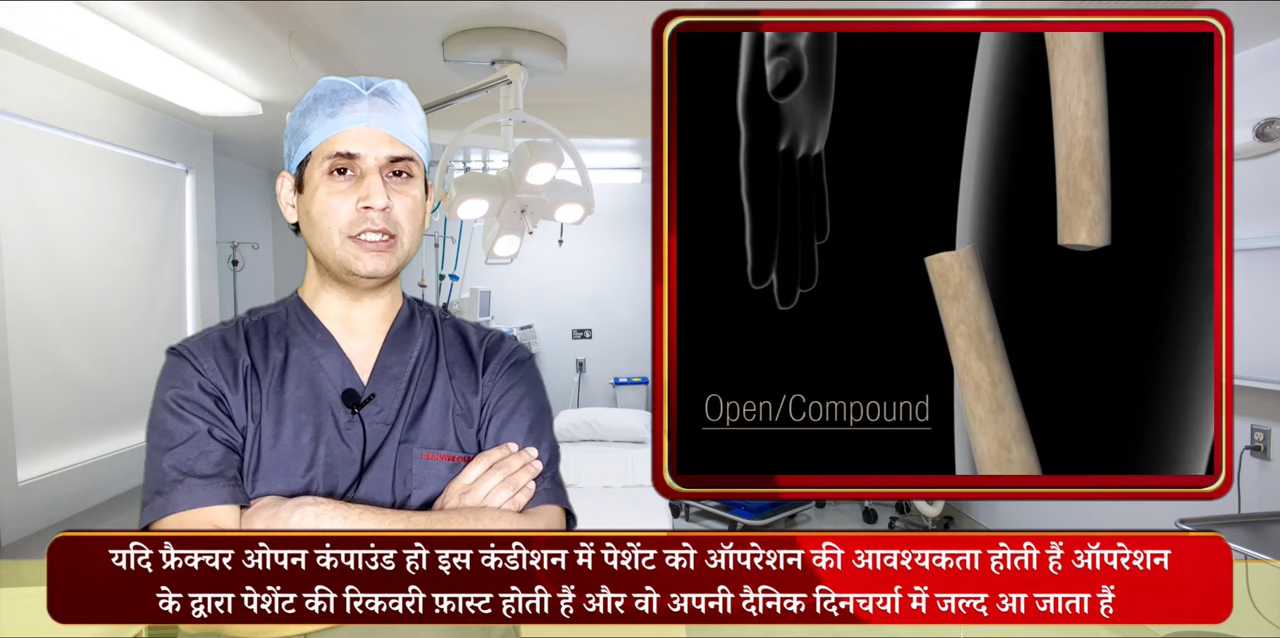 Open/Compound
यदि फ्रैक्चर ओपन कंपाउंड हो इस कंडीशन में पेशेंट को ऑपरेशन की आवश्यकता होती हैं ऑपरेशन
के द्वारा पेशेंट की रिकवरी फ़ास्ट होती हैं और वो अपनी दैनिक दिनचर्या में जल्द आ जाता हैं